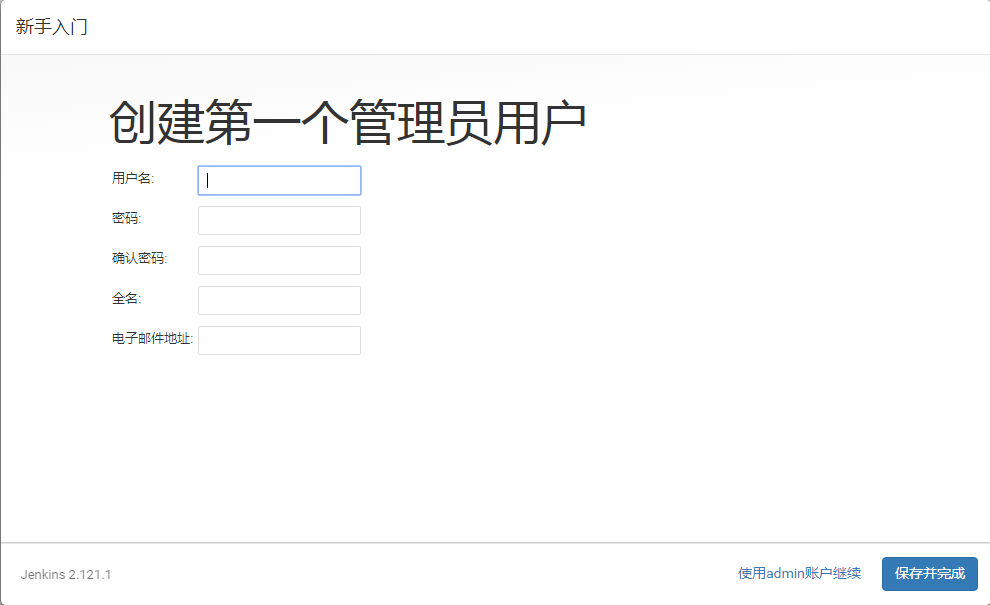 新手入门
创建第一个管理员用户
用户名:
密码:
确认密码:
全名:
电子邮件地址:
Jenkins 2.121.1
使用admin账户继续
保存并完成